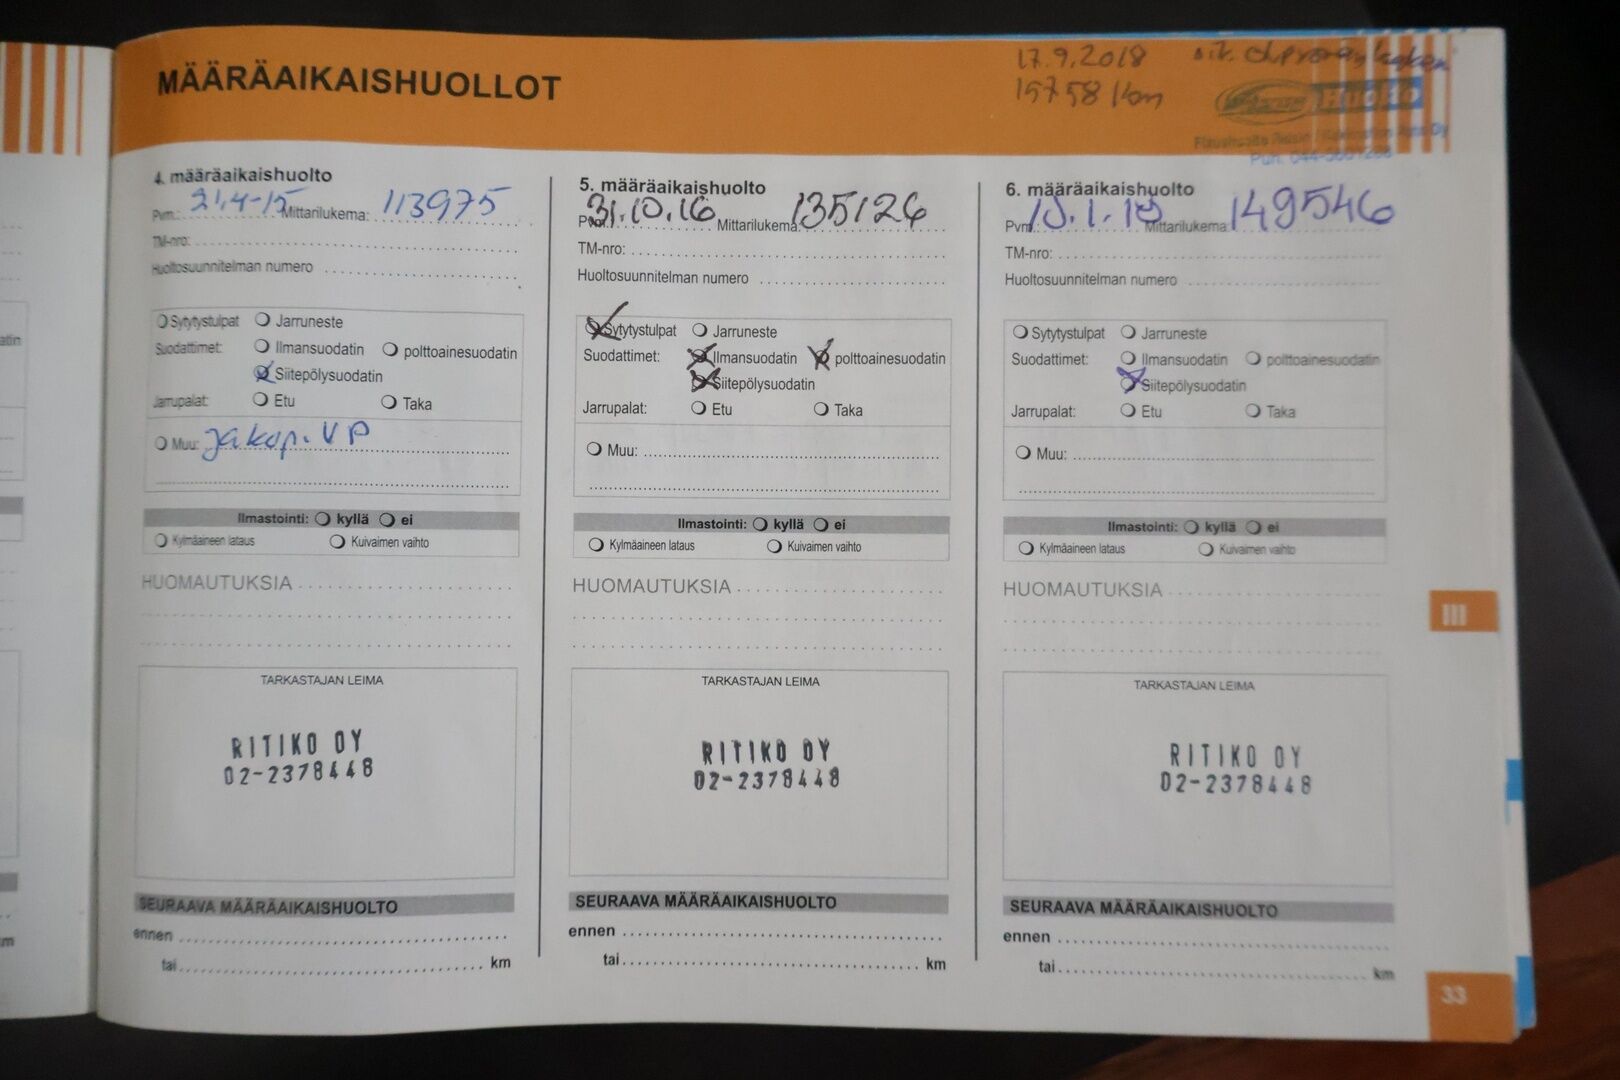 MÄÄRÄAIKAISHUOLLOT
17.9.2018
15758 km
HUOLTO
4. määräaikaishuolto
Pvm.: 21.4-15 Mittarilukema: 113975
TM-nro:
Huoltosuunnitelman numero
Sytytystulpat Jarruneste
Suodattimet: Ilmansuodatin polttoainesuodatin
Siitepölysuodatin
Jarrupalat: Etu Taka
Muu: jakop. VP
Ilmastointi: kyllä ei
Kylmäaineen lataus Kuivaimen vaihto
HUOMAUTUKSIA
TARKASTAJAN LEIMA
RITIKO OY
02-2378448
SEURAAVA MÄÄRÄAIKAISHUOLTO
ennen
tai km
5. määräaikaishuolto
Pvm.: 31.10.16 Mittarilukema: 135126
TM-nro:
Huoltosuunnitelman numero
Sytytystulpat Jarruneste
Suodattimet: Ilmansuodatin polttoainesuodatin
Siitepölysuodatin
Jarrupalat: Etu Taka
Muu:
Ilmastointi: kyllä ei
Kylmäaineen lataus Kuivaimen vaihto
HUOMAUTUKSIA
TARKASTAJAN LEIMA
RITIKO OY
02-2378448
SEURAAVA MÄÄRÄAIKAISHUOLTO
ennen
tai km
6. määräaikaishuolto
Pvm. Mittarilukema: 149546
TM-nro:
Huoltosuunnitelman numero
Sytytystulpat Jarruneste
Suodattimet: Ilmansuodatin polttoainesuodatin
Siitepölysuodatin
Jarrupalat: Etu Taka
Muu:
Ilmastointi: kyllä ei
Kylmäaineen lataus Kuivaimen vaihto
HUOMAUTUKSIA
TARKASTAJAN LEIMA
RITIKO OY
02-2378448
SEURAAVA MÄÄRÄAIKAISHUOLTO
ennen
tai km
III
33